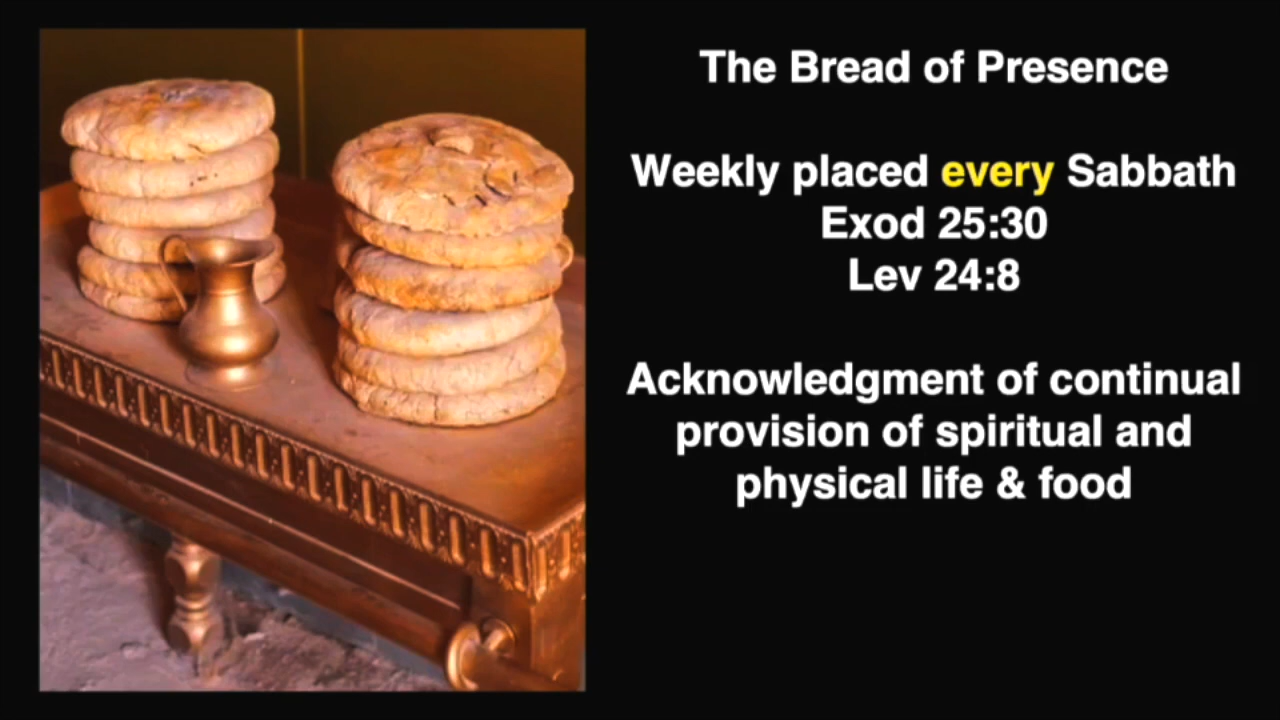 The Bread of Presence
Weekly placed every Sabbath
Exod 25:30
Lev 24:8
Acknowledgment of continual
provision of spiritual and
physical life & food